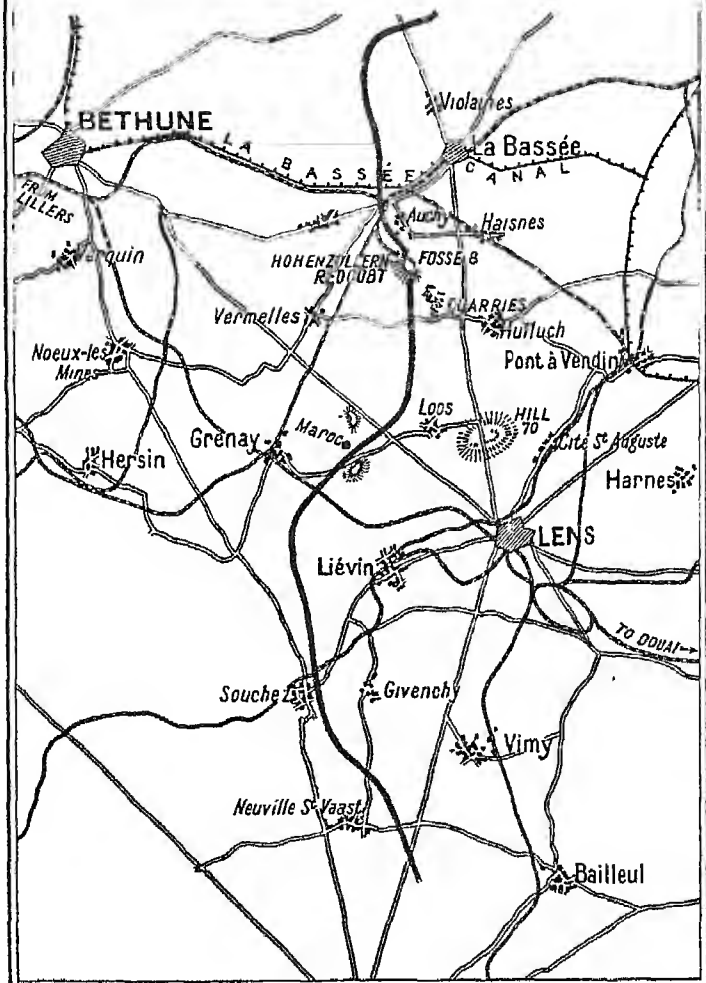 Violaines
BETHUNE
LA BASSÉE
La Bassée
CANAL
FROM
LILLERS
Auchy
Haisnes
HOHENZOLLERN
REDOUBT
FOSSE 8
QUARRIES
Hulluch
Vermelles
Noeux-les
Mines
Pont à Vendin
Loos
HILL
70
Maroc
Grenay
Cité St Auguste
Hersin
Harnes
LENS
Liévin
TO DOUAI→
Souchez
Givenchy
Vimy
Neuville St Vaast
Bailleul